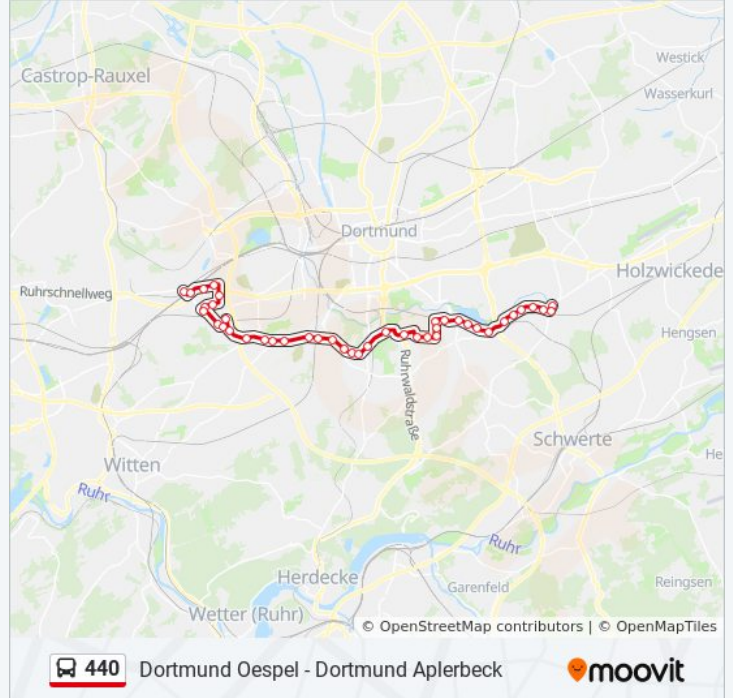 Westick
Castrop-Rauxel
Wasserkurl
Dortmund
Holzwickede
Ruhrschnellweg
Hengsen
Ruhrwaldstraße
Schwerte
He
Witten
Ruhr
Ruhr
Herdecke
Garenfeld
Reingsen
Wetter (Ruhr)
© OpenStreetMap contributors | © OpenMapTiles
440 Dortmund Oespel - Dortmund Aplerbeck moovit